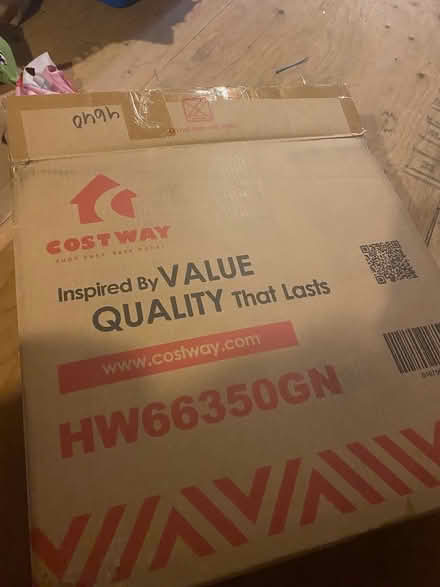 4640
COSTWAY
Inspired By VALUE
QUALITY That Lasts
www.costway.com
HW66350GN